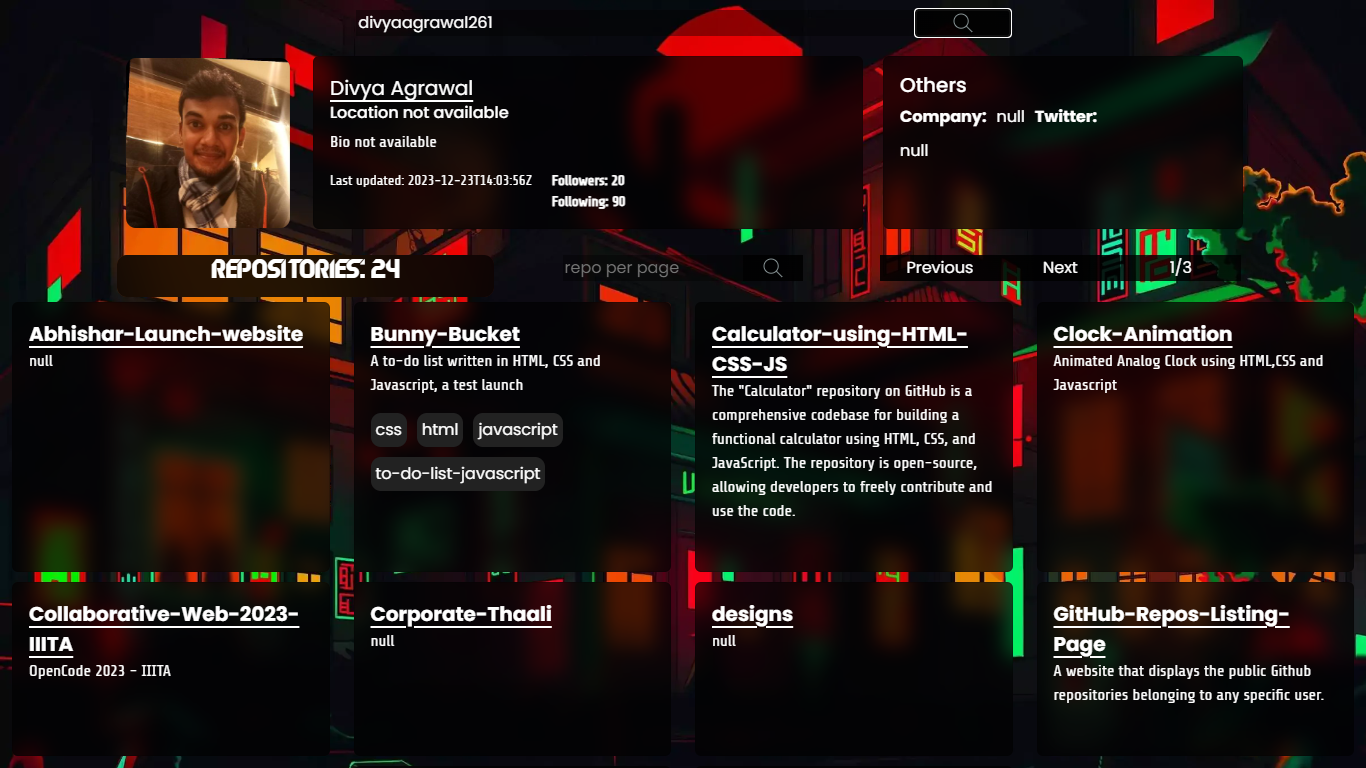 divyaagrawal261
Divya Agrawal
Location not available
Bio not available
Last updated: 2023-12-23T14:03:56Z
Followers: 20
Following: 90
Others
Company: null Twitter:
null
REPOSITORIES: 24
repo per page
Previous Next 1/3
Abhishar-Launch-website
null
Bunny-Bucket
A to-do list written in HTML, CSS and
Javascript, a test launch
css html javascript
to-do-list-javascript
Calculator-using-HTML-
CSS-JS
The "Calculator" repository on GitHub is a
comprehensive codebase for building a
functional calculator using HTML, CSS, and
JavaScript. The repository is open-source,
allowing developers to freely contribute and
use the code.
Clock-Animation
Animated Analog Clock using HTML,CSS and
Javascript
Collaborative-Web-2023-
IIITA
OpenCode 2023 - IIITA
Corporate-Thaali
null
designs
null
GitHub-Repos-Listing-
Page
A website that displays the public Github
repositories belonging to any specific user.